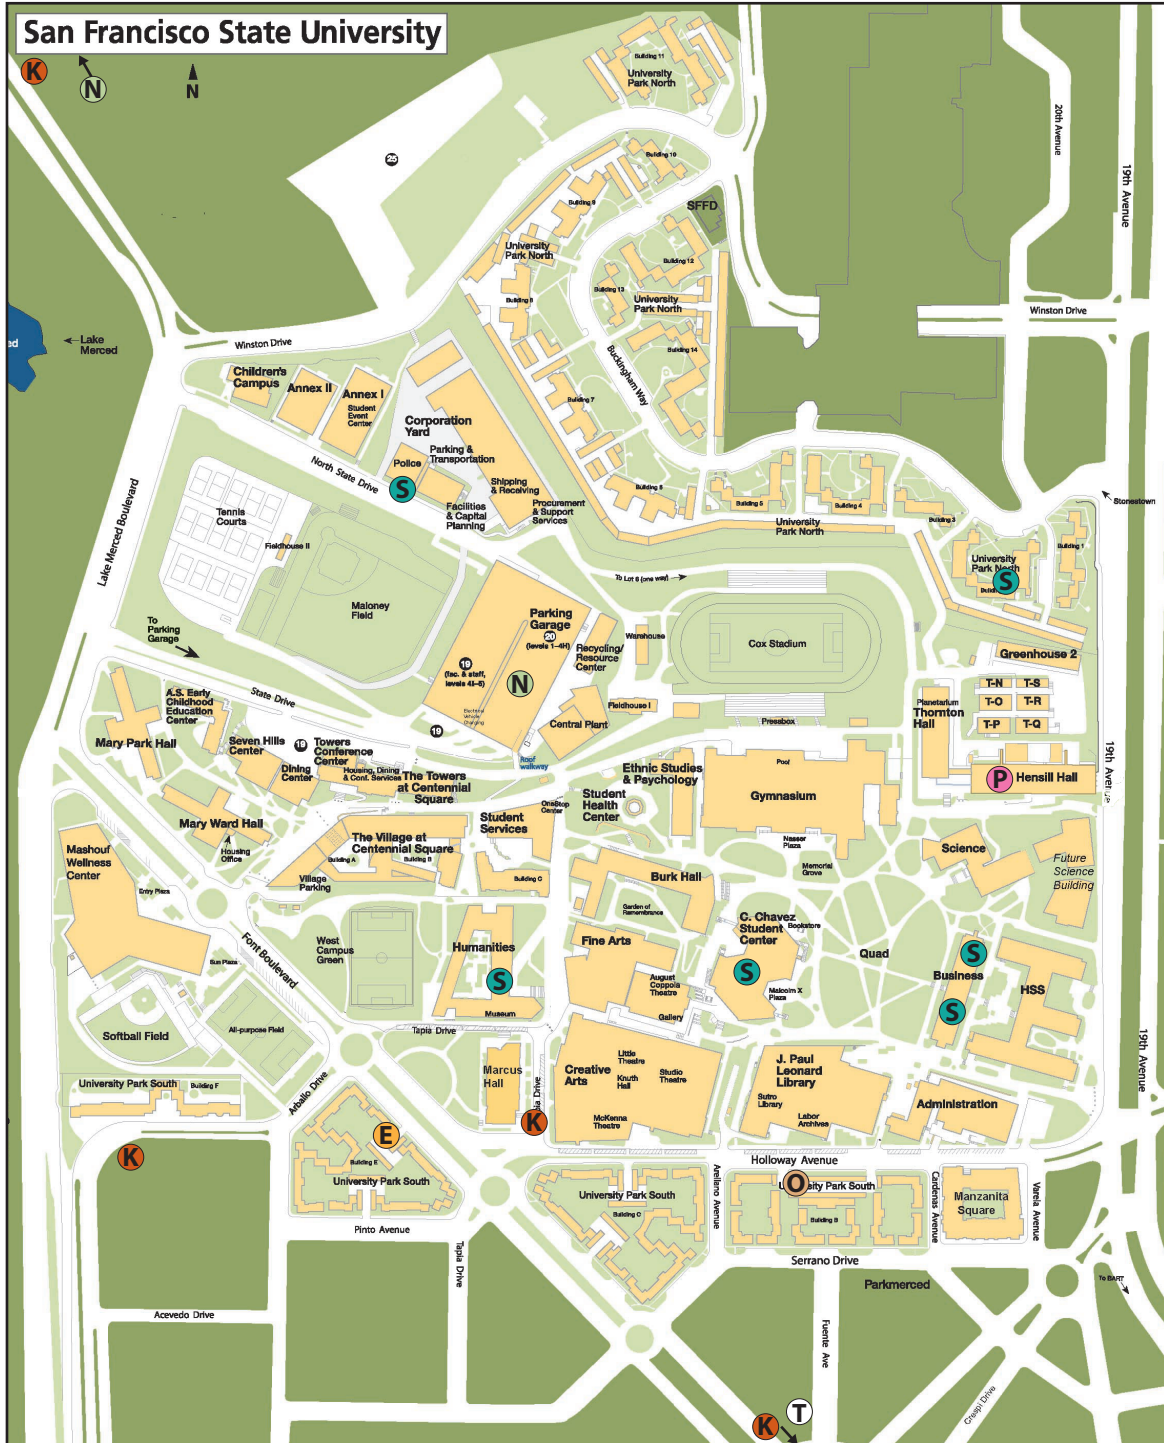 San Francisco State University
K
N
N
25
Building 11
University
Park North
20th Avenue
19th Avenue
Building 10
Building 9
SFFD
University
Park North
Building 12
Building 13
Building 8
University
Park North
Winston Drive
ed
Lake
Merced
Winston Drive
Building 14
Buckingham Way
Children's
Campus
Annex II
Annex I
Student
Event
Center
Building 7
Corporation
Yard
Parking &
Transportation
Police
S
North State Drive
Shipping
& Receiving
Facilities
& Capital
Planning
Procurement
& Support
Services
Building 6
Building 5
Building 4
Building 3
University
Park North
Stonestown
Lake Merced Boulevard
Tennis
Courts
Fieldhouse II
Building 1
University
Park North
S
To Lot 6 (one way)
Maloney
Field
To
Parking
Garage
Parking
Garage
20
(levels 1–4H)
19
(fac. & staff,
levels 4I–5)
N
Electrical
Vehicle
Charging
Recycling/
Resource
Center
Warehouse
Cox Stadium
Greenhouse 2
T-N
T-S
T-O
T-R
T-P
T-Q
Planetarium
Thornton
Hall
State Drive
A.S. Early
Childhood
Education
Center
Mary Park Hall
Fieldhouse I
Central Plant
Pressbox
19
Roof
walkway
Seven Hills
Center
19
Towers
Conference
Center
Dining
Center
Housing, Dining
& Conf. Services
The Towers
at Centennial
Square
Ethnic Studies
& Psychology
Pool
Gymnasium
P
Hensill Hall
19th Avenue
Student
Health
Center
OneStop
Center
Student
Services
Mary Ward Hall
Housing
Office
The Village at
Centennial Square
Building A
Building B
Building C
Village
Parking
Nasser
Plaza
Memorial
Grove
Science
Future
Science
Building
Mashouf
Wellness
Center
Entry Plaza
Burk Hall
Garden of
Remembrance
C. Chavez
Student
Center
Bookstore
S
Malcolm X
Plaza
Quad
S
Business
S
HSS
Font Boulevard
Sun Plaza
West
Campus
Green
Humanities
S
Museum
Fine Arts
August
Coppola
Theatre
Gallery
Softball Field
All-purpose Field
Tapia Drive
19th Avenue
University Park South
Building F
Arballo Drive
Marcus
Hall
Creative
Arts
Little
Theatre
Knuth
Hall
Studio
Theatre
McKenna
Theatre
J. Paul
Leonard
Library
Sutro
Library
Labor
Archives
Administration
K
K
E
Building E
University Park South
Holloway Avenue
O
University Park South
Building B
University Park South
Building C
Arellano Avenue
Cardenas Avenue
Manzanita
Square
Varela Avenue
Pinto Avenue
Tapia Drive
Serrano Drive
Parkmerced
To BART
Acevedo Drive
Fuente Ave
Crespi Drive
K
T